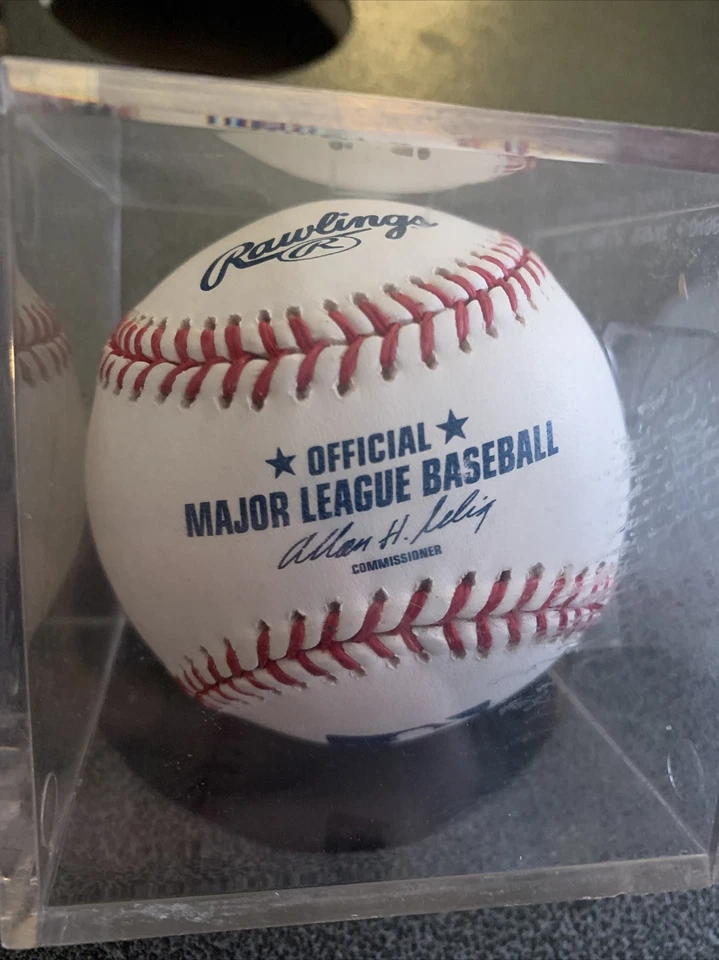 Rawlings
R
★ OFFICIAL ★
MAJOR LEAGUE BASEBALL
Allan H. Selig
COMMISSIONER